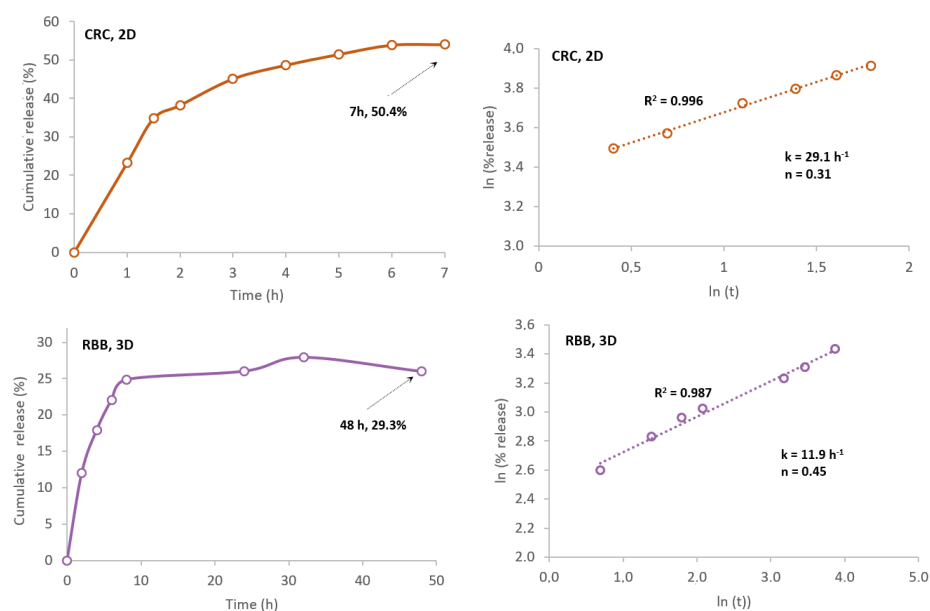 CRC, 2D
Cumulative release (%)
60
50
40
30
20
10
0
7h, 50.4%
0 1 2 3 4 5 6 7
Time (h)
CRC, 2D
ln (%release)
4.0
3.8
3.6
3.4
3.2
3.0
R² = 0.996
k = 29.1 h⁻¹
n = 0.31
0 0,5 1 1,5 2
ln (t)
RBB, 3D
Cumulative release (%)
30
25
20
15
10
5
0
48 h, 29.3%
0 10 20 30 40 50
Time (h)
RBB, 3D
ln (% release)
3.6
3.4
3.2
3.0
2.8
2.6
2.4
2.2
2.0
R² = 0.987
k = 11.9 h⁻¹
n = 0.45
0,0 1.0 2.0 3.0 4.0 5.0
ln (t))